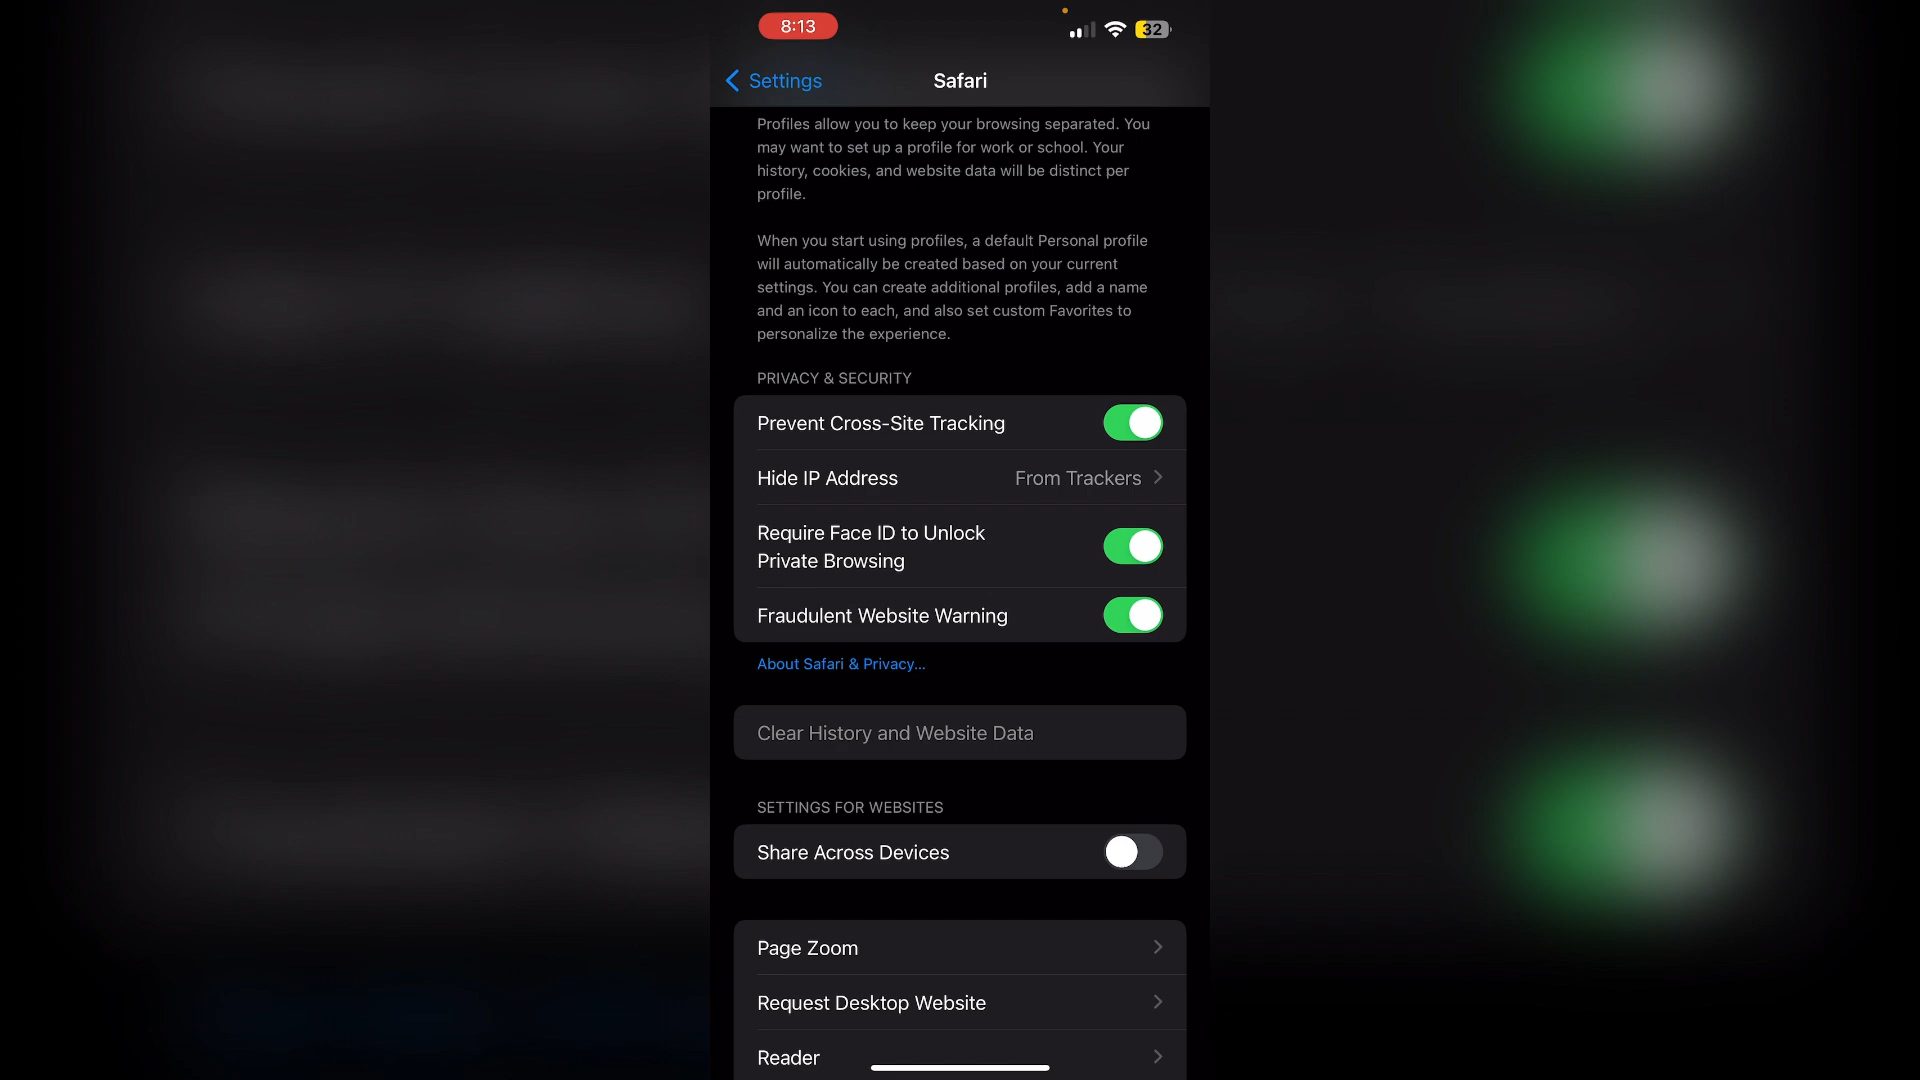 8:13
32
Settings
Safari
Profiles allow you to keep your browsing separated. You
may want to set up a profile for work or school. Your
history, cookies, and website data will be distinct per
profile.
When you start using profiles, a default Personal profile
will automatically be created based on your current
settings. You can create additional profiles, add a name
and an icon to each, and also set custom Favorites to
personalize the experience.
PRIVACY & SECURITY
Prevent Cross-Site Tracking
Hide IP Address From Trackers
Require Face ID to Unlock
Private Browsing
Fraudulent Website Warning
About Safari & Privacy...
Clear History and Website Data
SETTINGS FOR WEBSITES
Share Across Devices
Page Zoom
Request Desktop Website
Reader